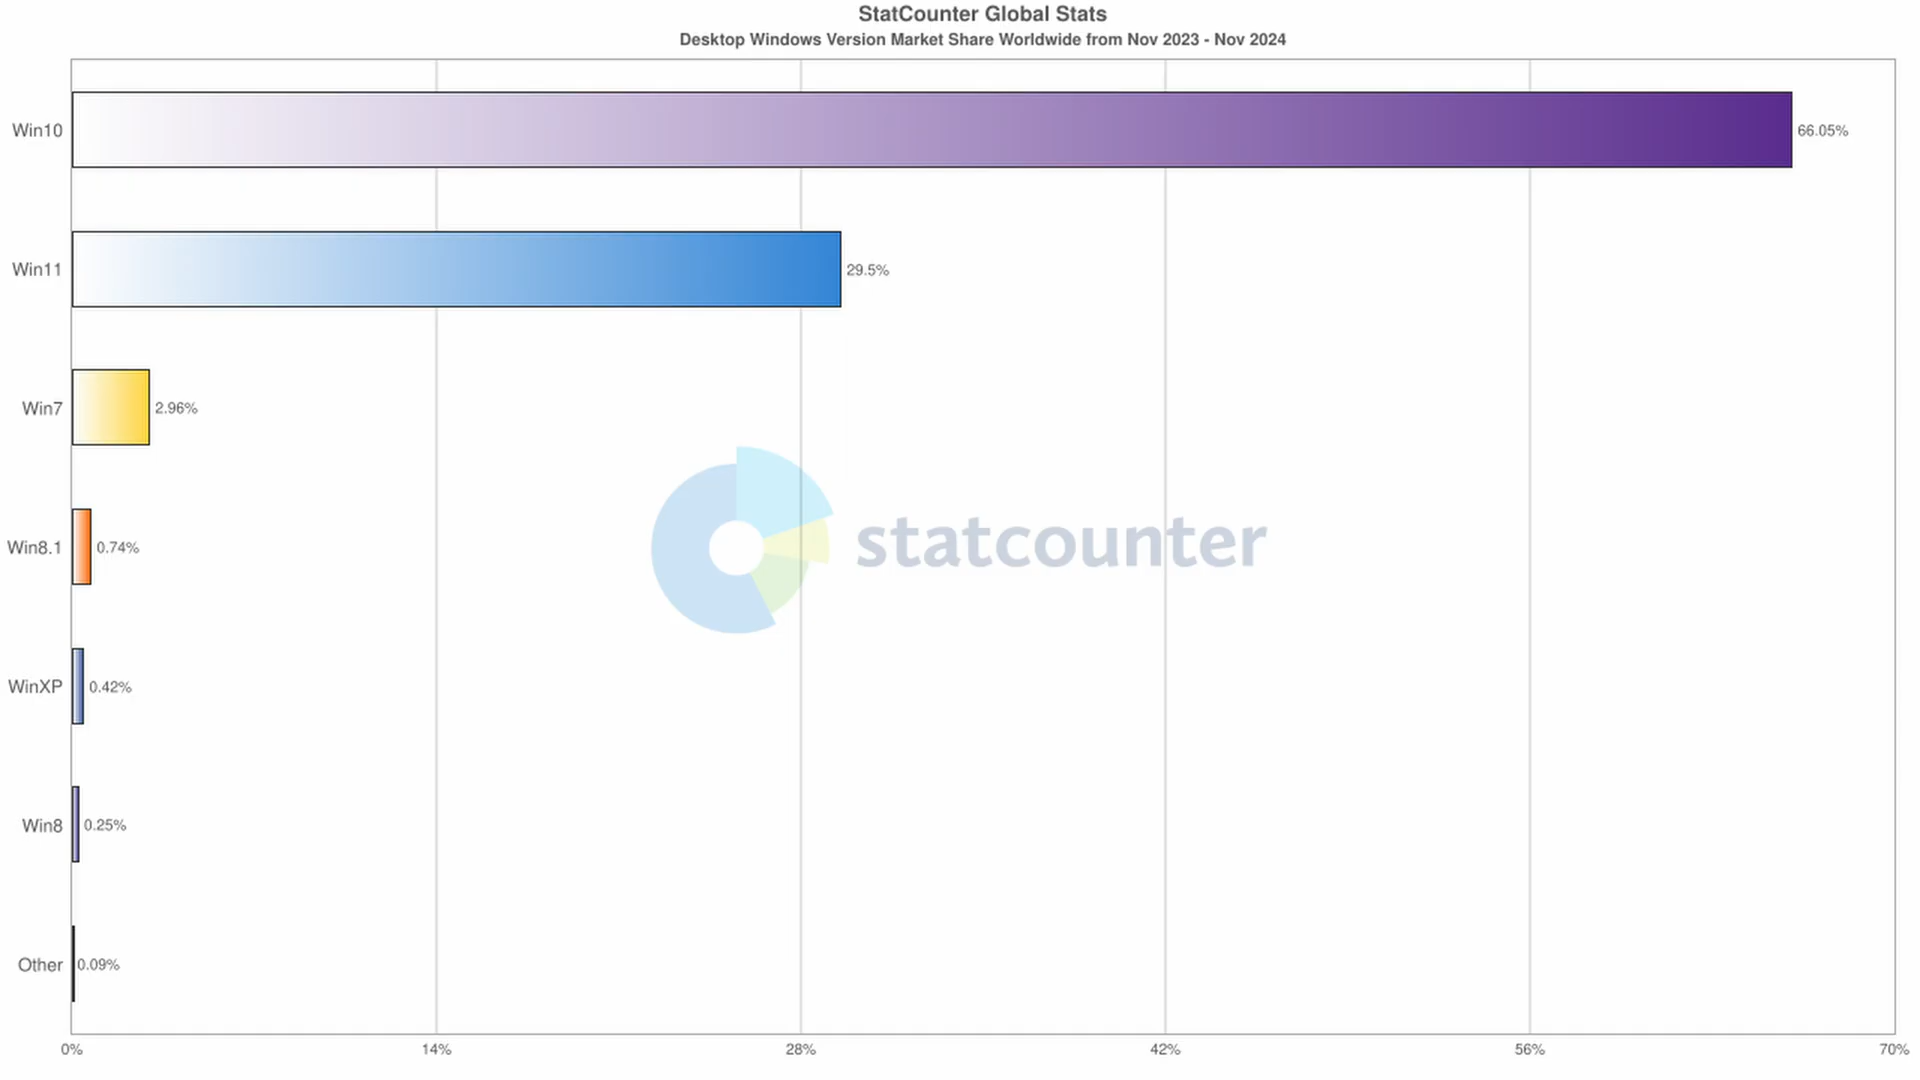 StatCounter Global Stats
Desktop Windows Version Market Share Worldwide from Nov 2023 - Nov 2024
Win10 66.05%
Win11 29.5%
Win7 2.96%
statcounter
Win8.1 0.74%
WinXP 0.42%
Win8 0.25%
Other 0.09%
0% 14% 28% 42% 56% 70%